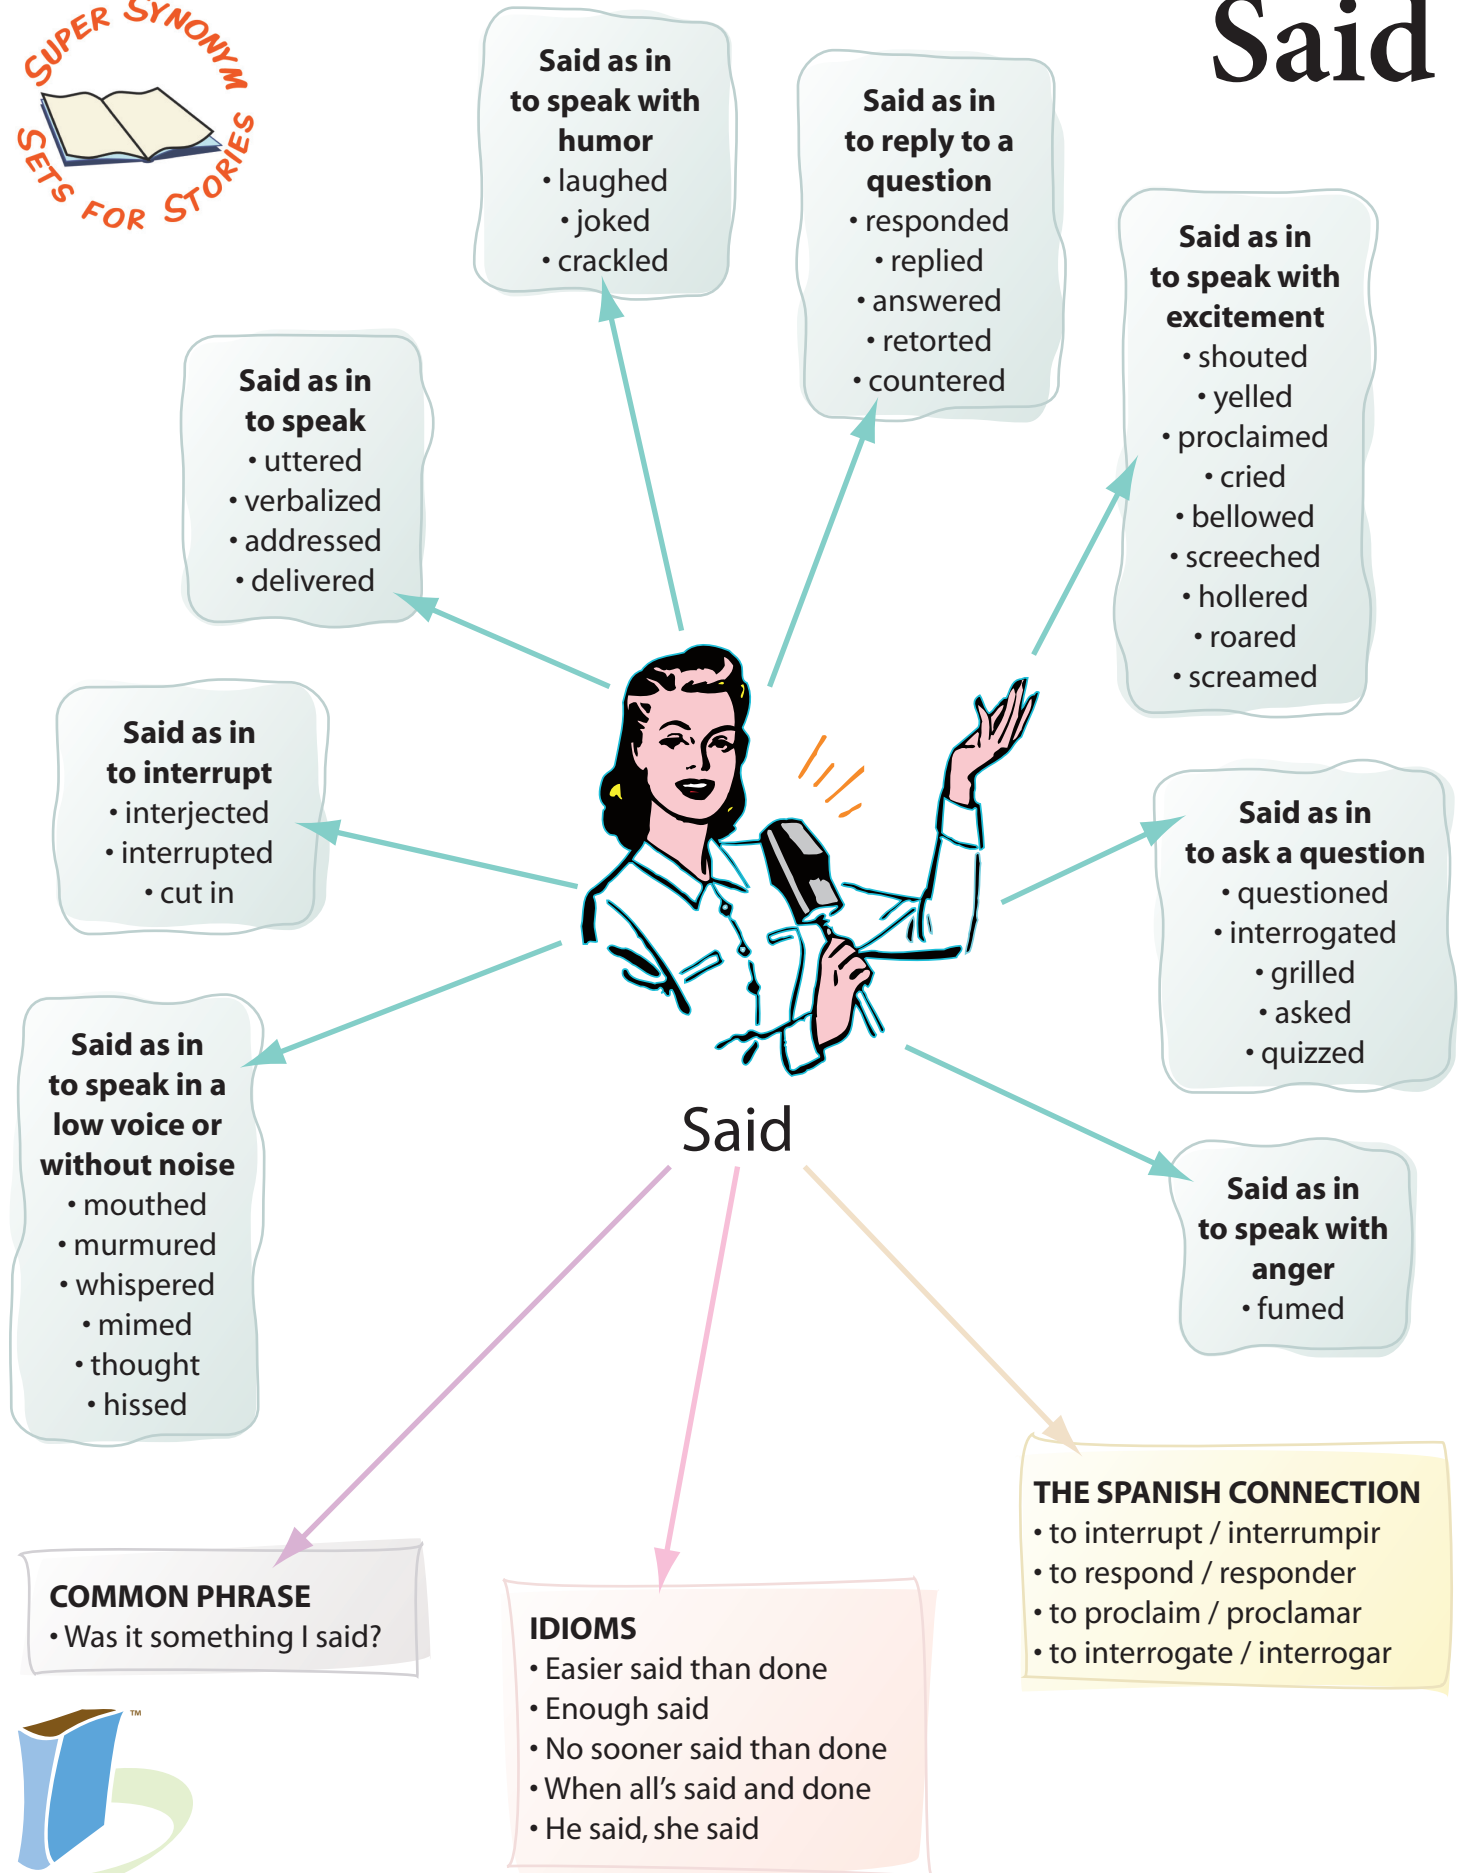 SUPER SYNONYM
SETS FOR STORIES
Said
Said as in
to speak with
humor
• laughed
• joked
• crackled
Said as in
to reply to a
question
• responded
• replied
• answered
• retorted
• countered
Said as in
to speak with
excitement
• shouted
• yelled
• proclaimed
• cried
• bellowed
• screeched
• hollered
• roared
• screamed
Said as in
to speak
• uttered
• verbalized
• addressed
• delivered
Said as in
to interrupt
• interjected
• interrupted
• cut in
Said as in
to ask a question
• questioned
• interrogated
• grilled
• asked
• quizzed
Said as in
to speak in a
low voice or
without noise
• mouthed
• murmured
• whispered
• mimed
• thought
• hissed
Said
Said as in
to speak with
anger
• fumed
COMMON PHRASE
• Was it something I said?
IDIOMS
• Easier said than done
• Enough said
• No sooner said than done
• When all's said and done
• He said, she said
THE SPANISH CONNECTION
• to interrupt / interrumpir
• to respond / responder
• to proclaim / proclamar
• to interrogate / interrogar
™